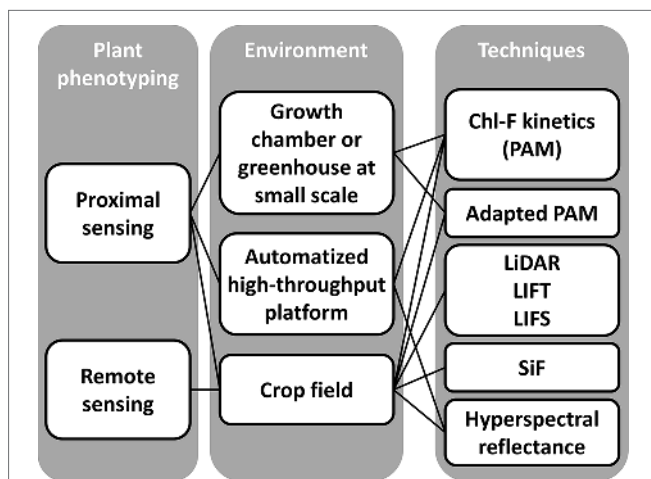 Plant
phenotyping
Proximal
sensing
Remote
sensing
Environment
Growth
chamber or
greenhouse at
small scale
Automatized
high-throughput
platform
Crop field
Techniques
Chl-F kinetics
(PAM)
Adapted PAM
LiDAR
LIFT
LIFS
SiF
Hyperspectral
reflectance